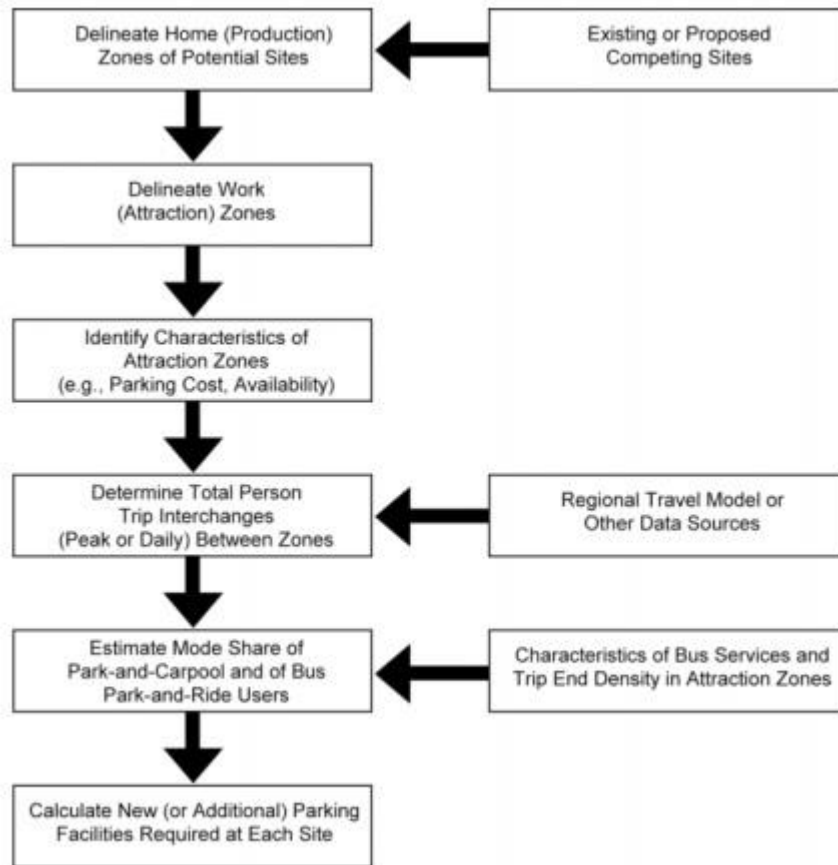 Delineate Home (Production)
Zones of Potential Sites
Existing or Proposed
Competing Sites
Delineate Work
(Attraction) Zones
Identify Characteristics of
Attraction Zones
(e.g., Parking Cost, Availability)
Determine Total Person
Trip Interchanges
(Peak or Daily) Between Zones
Regional Travel Model or
Other Data Sources
Estimate Mode Share of
Park-and-Carpool and of Bus
Park-and-Ride Users
Characteristics of Bus Services and
Trip End Density in Attraction Zones
Calculate New (or Additional) Parking
Facilities Required at Each Site